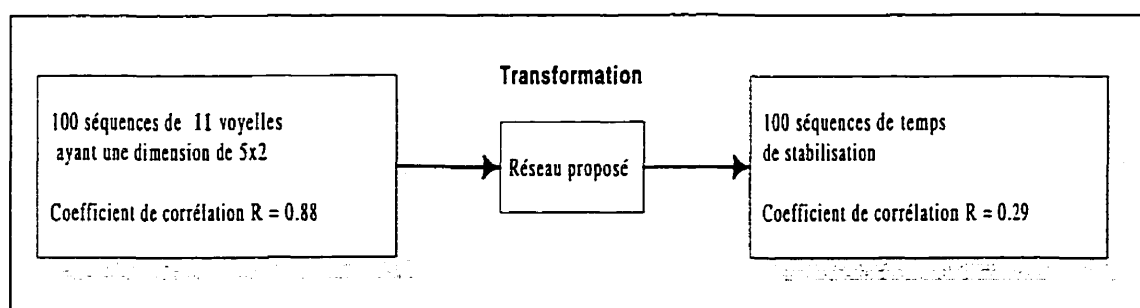 Transformation
100 séquences de 11 voyelles
ayant une dimension de 5x2
Coefficient de corrélation R = 0.88
Réseau proposé
100 séquences de temps
de stabilisation
Coefficient de corrélation R = 0.29